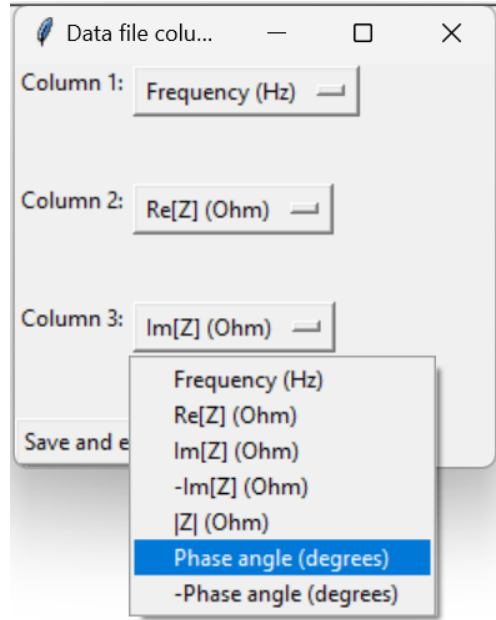 Data file colu...
Column 1: Frequency (Hz)
Column 2: Re[Z] (Ohm)
Column 3: Im[Z] (Ohm)
Frequency (Hz)
Re[Z] (Ohm)
Im[Z] (Ohm)
-Im[Z] (Ohm)
|Z| (Ohm)
Phase angle (degrees)
-Phase angle (degrees)
Save and e